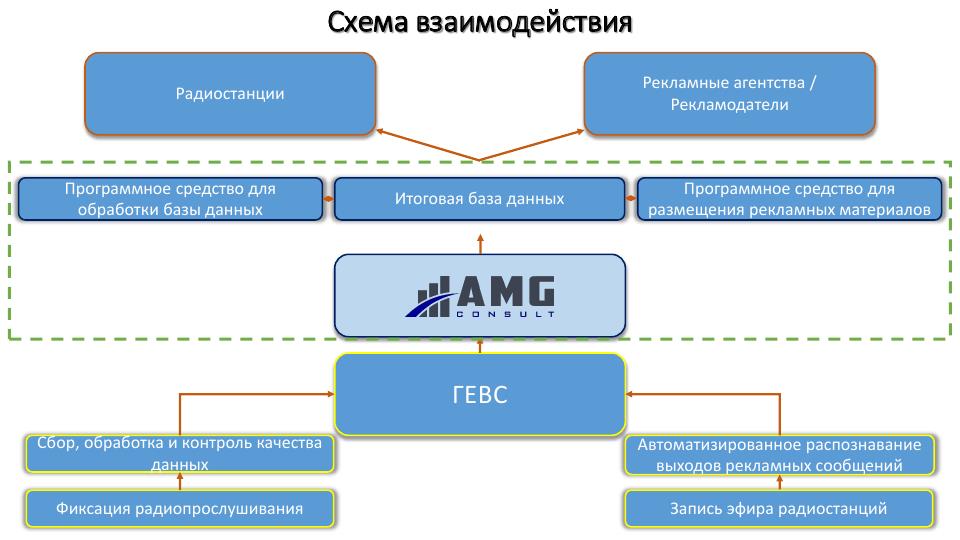 Схема взаимодействия
Радиостанции
Рекламные агентства /
Рекламодатели
Программное средство для
обработки базы данных
Итоговая база данных
Программное средство для
размещения рекламных материалов
AMG
CONSULT
ГЕВС
Сбор, обработка и контроль качества
данных
Автоматизированное распознавание
выходов рекламных сообщений
Фиксация радиопрослушивания
Запись эфира радиостанций